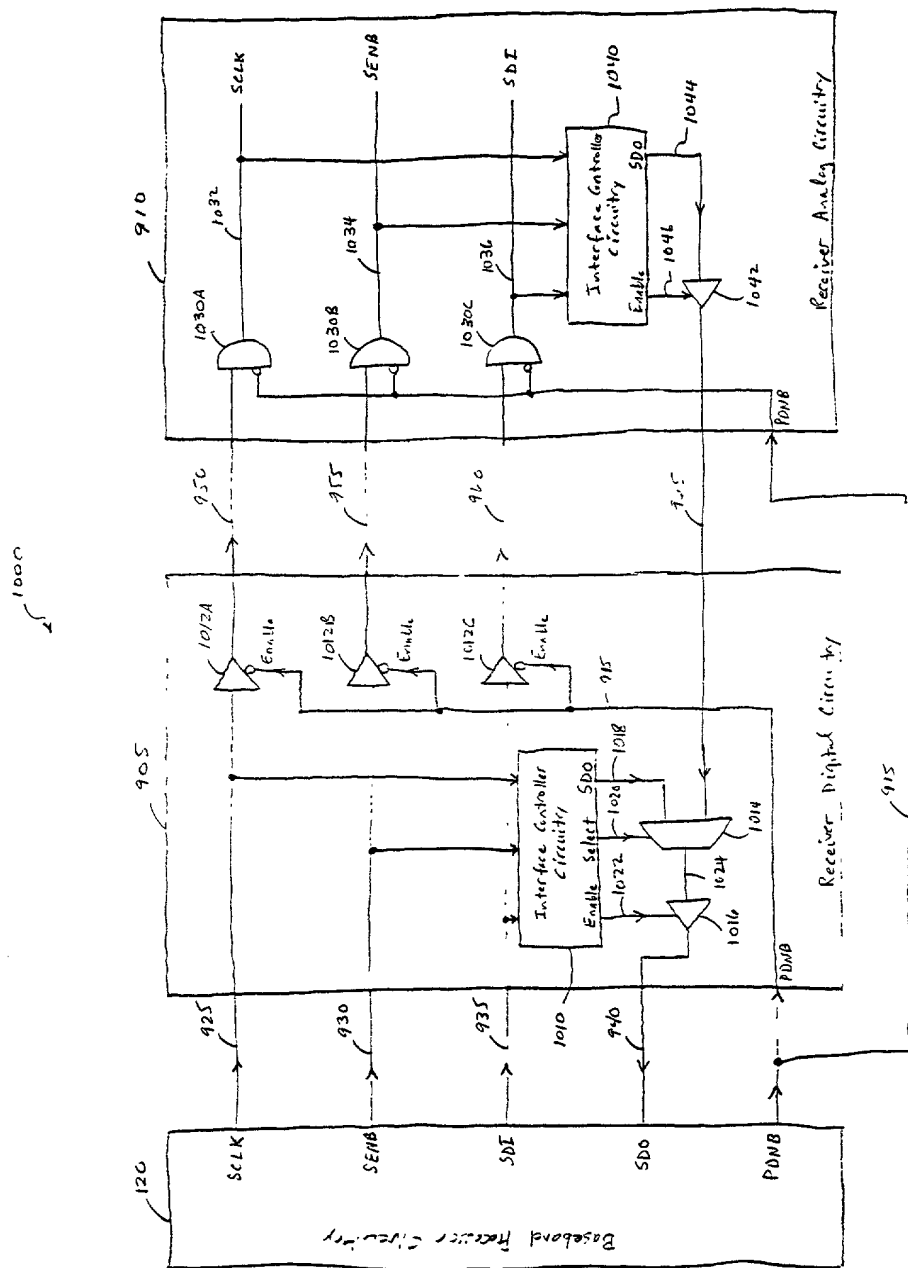 1000
120
Baseband Processor Circuitry
SCLK
SENB
SDI
SDO
PDNB
925
930
935
940
905
Receiver Digital Circuitry
PDNB
1010
Interface Controller
Circuitry
Enable
Select
SDO
1018
1020
1022
1014
1024
1016
1012A
Enable
1012B
Enable
1012C
Enable
915
915
950
955
960
910
Receiver Analog Circuitry
PDNB
1030A
1030B
1030C
1032
1034
1036
SCLK
SENB
SDI
1040
Interface Controller
Circuitry
Enable
SDO
1044
1046
1042